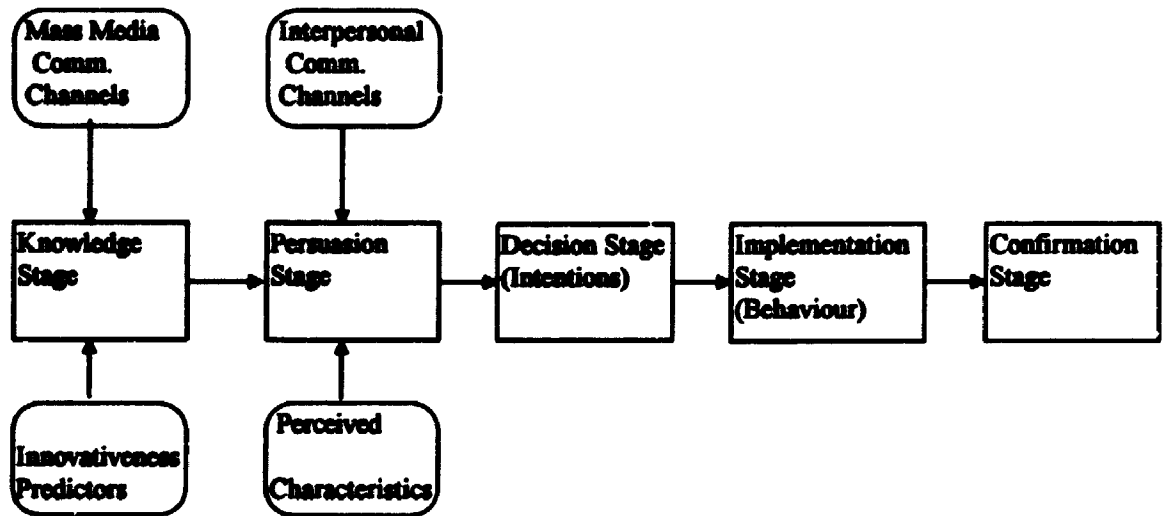 Mass Media
Comm.
Channels
Interpersonal
Comm.
Channels
Knowledge
Stage
Persuasion
Stage
Decision Stage
(Intentions)
Implementation
Stage
(Behaviour)
Confirmation
Stage
Innovativeness
Predictors
Perceived
Characteristics